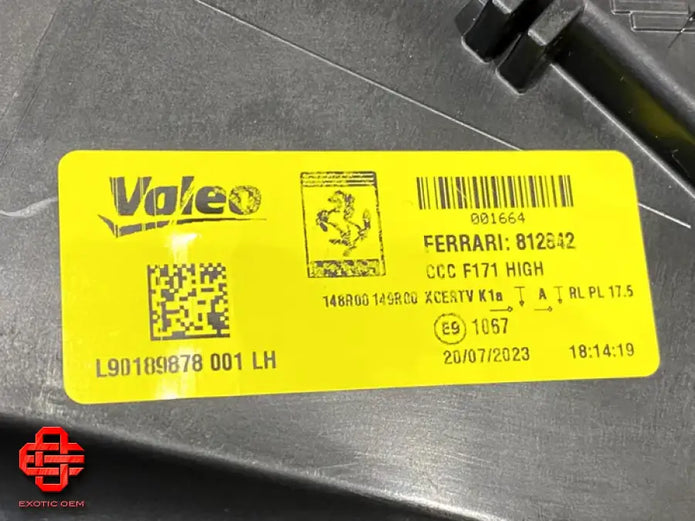 Valeo
001664
FERRARI: 812842
CCC F171 HIGH
148R00 149R00 XCERTV K1a A RL PL 17.5
E9 1067
L90189878 001 LH
20/07/2023 18:14:19
EXOTIC OEM